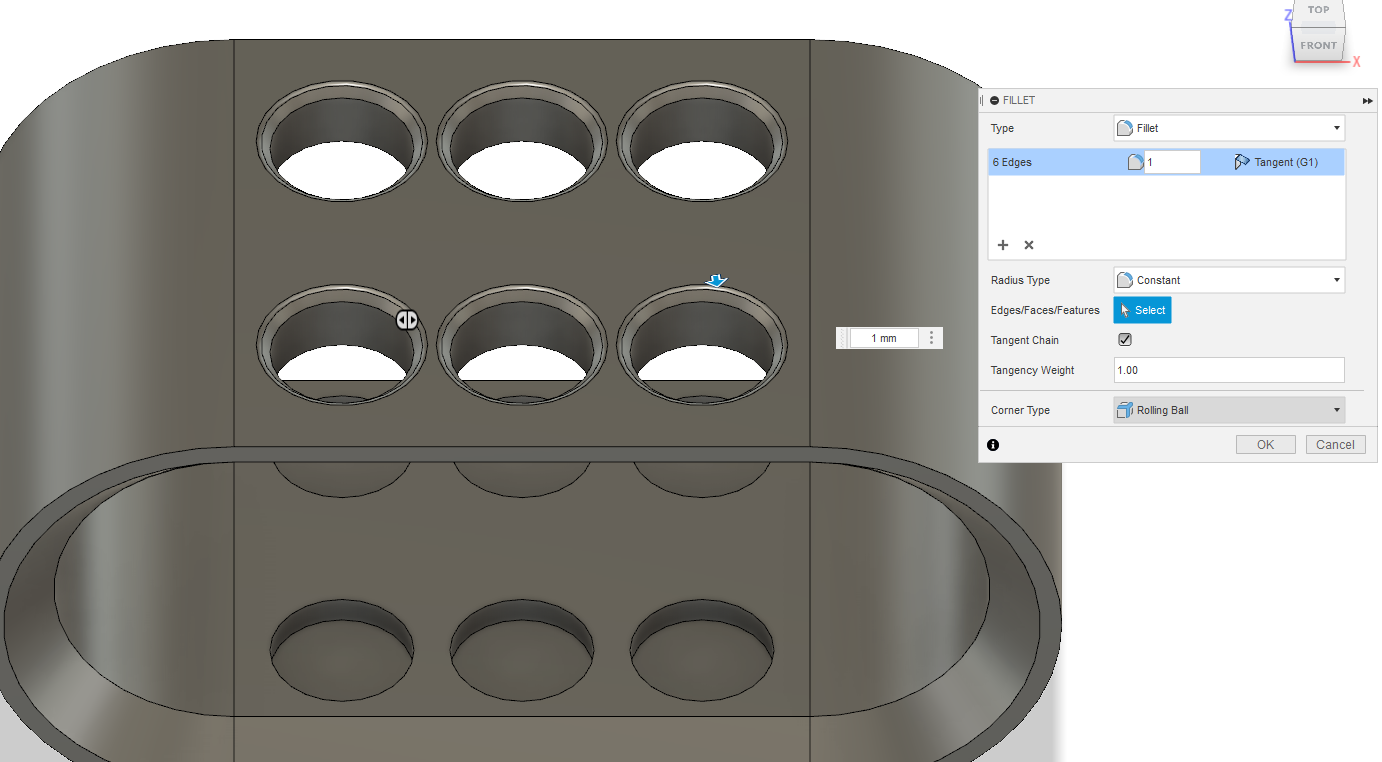 TOP
Z
FRONT
X
FILLET
Type
Fillet
6 Edges
1
Tangent (G1)
Radius Type
Constant
Edges/Faces/Features
Select
1 mm
Tangent Chain
Tangency Weight
1.00
Corner Type
Rolling Ball
OK
Cancel